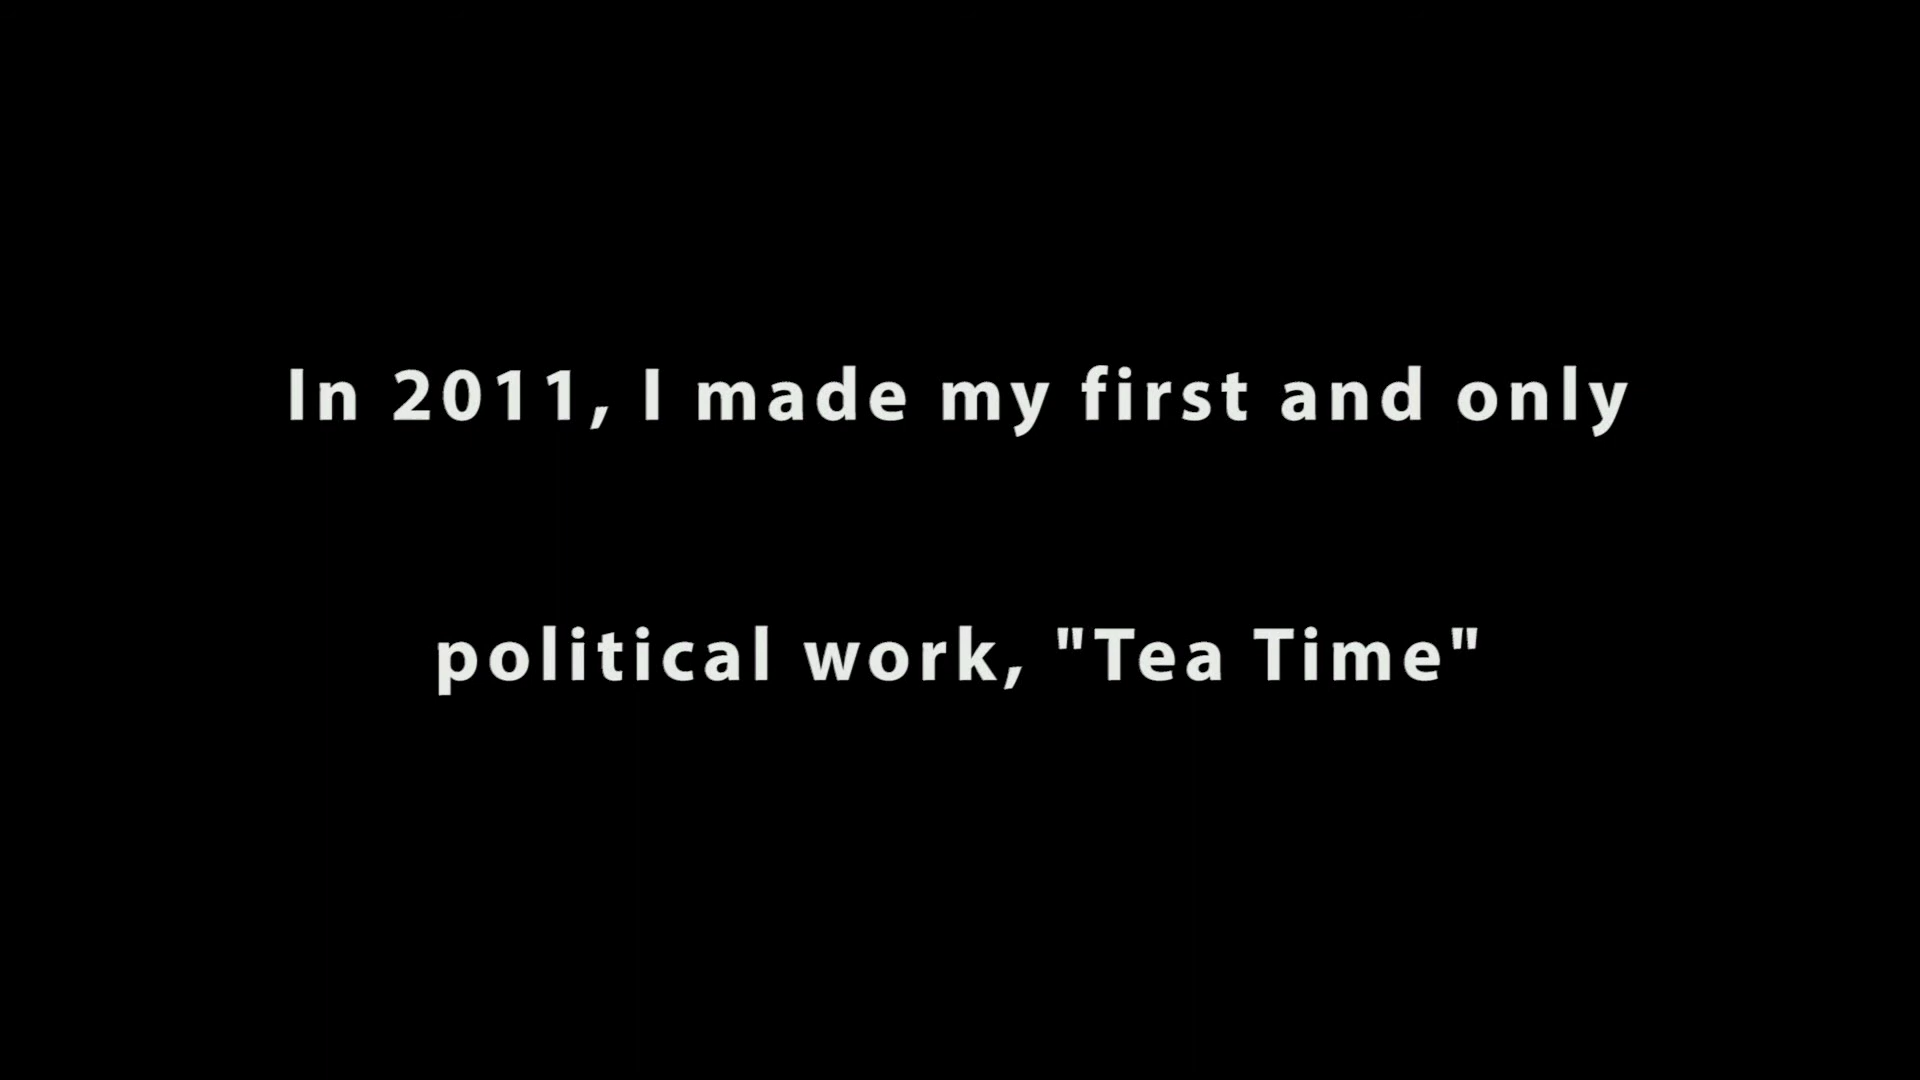 In 2011, I made my first and only
political work, "Tea Time"